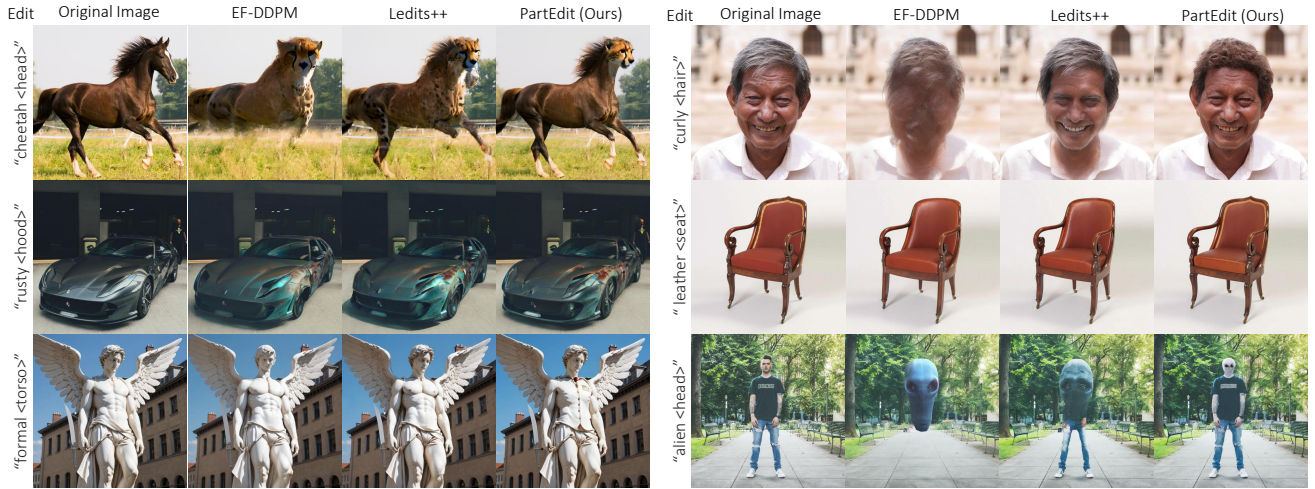 Edit Original Image EF-DDPM Ledits++ PartEdit (Ours)
"cheetah <head>"
"rusty <hood>"
"formal <torso>"
Edit Original Image EF-DDPM Ledits++ PartEdit (Ours)
"curly <hair>"
" leather <seat>"
"alien <head>"